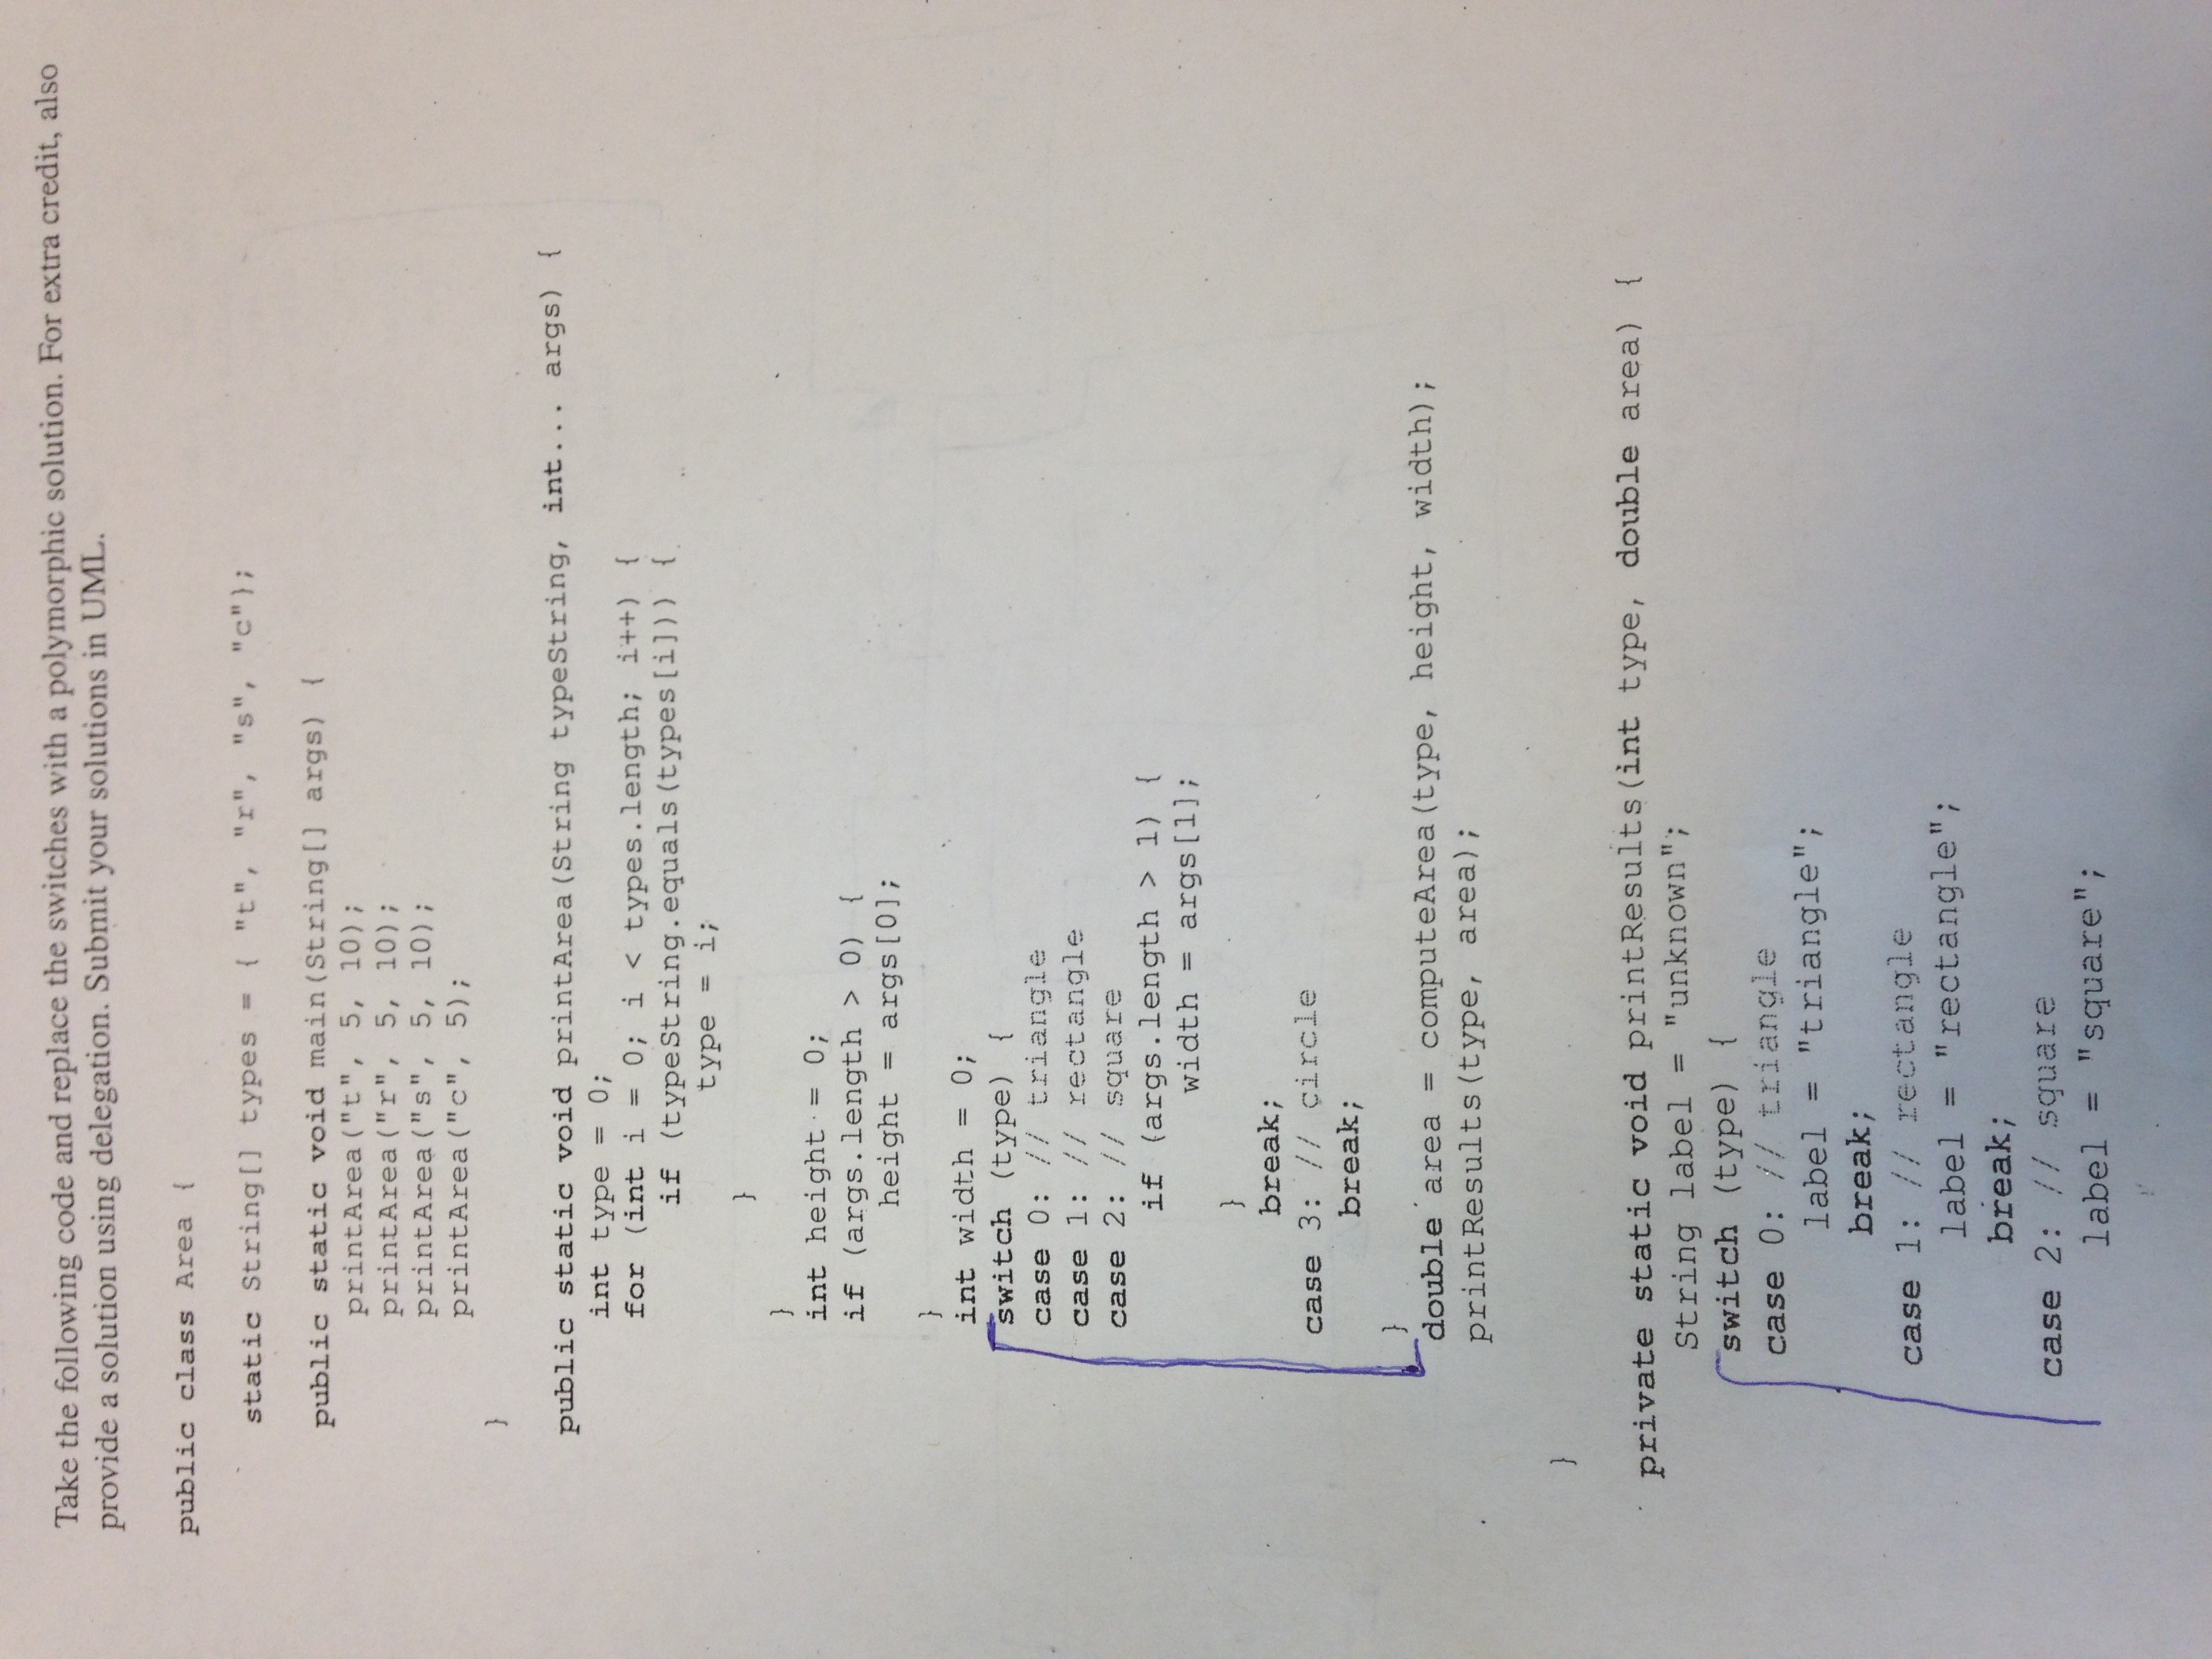 Take the following code and replace the switches with a polymorphic solution. For extra credit, also
provide a solution using delegation. Submit your solutions in UML.
public class Area {
static String[] types = { "t", "r", "s", "c"};
public static void main(String[] args) {
printArea("t", 5, 10);
printArea("r", 5, 10);
printArea("s", 5, 10);
printArea("c", 5);
}
public static void printArea(String typeString, int... args) {
int type = 0;
for (int i = 0; i < types.length; i++) {
if (typeString.equals(types[i])) {
type = i;
}
}
int height = 0;
if (args.length > 0) {
height = args[0];
}
int width = 0;
switch (type) {
case 0: // triangle
case 1: // rectangle
case 2: // square
if (args.length > 1) {
width = args[1];
}
break;
case 3: // circle
break;
}
double area = computeArea(type, height, width);
printResults(type, area);
}
private static void printResults(int type, double area) {
String label = "unknown";
switch (type) {
case 0: // triangle
label = "triangle";
break;
case 1: // rectangle
label = "rectangle";
break;
case 2: // square
label = "square";